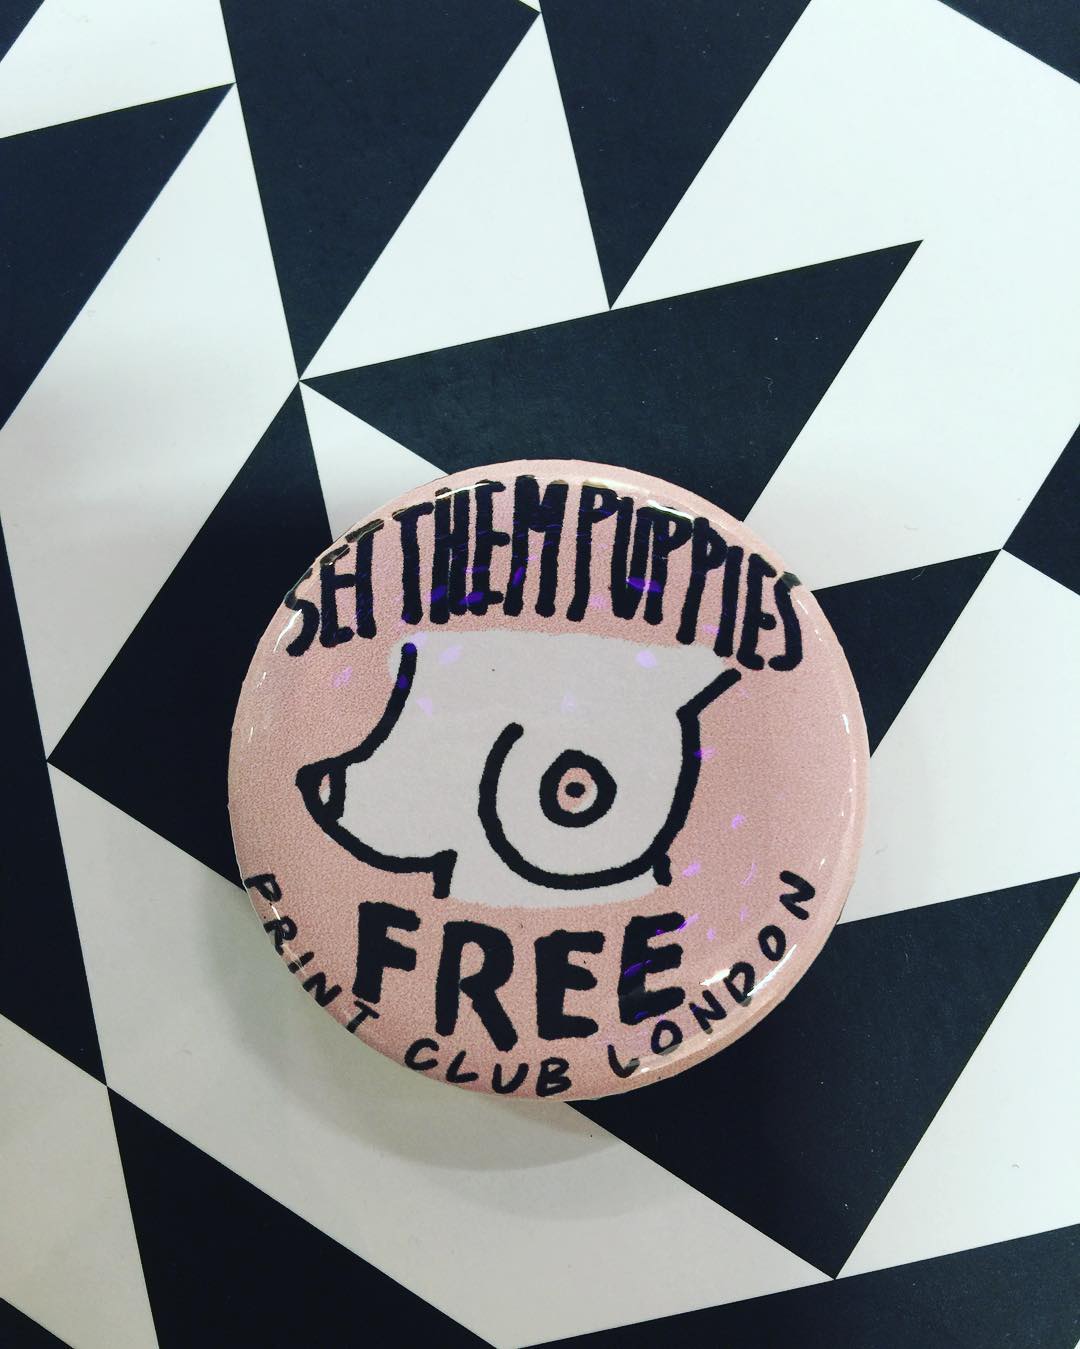 SET THEM PUPPIES
FREE
PRINT CLUB LONDON